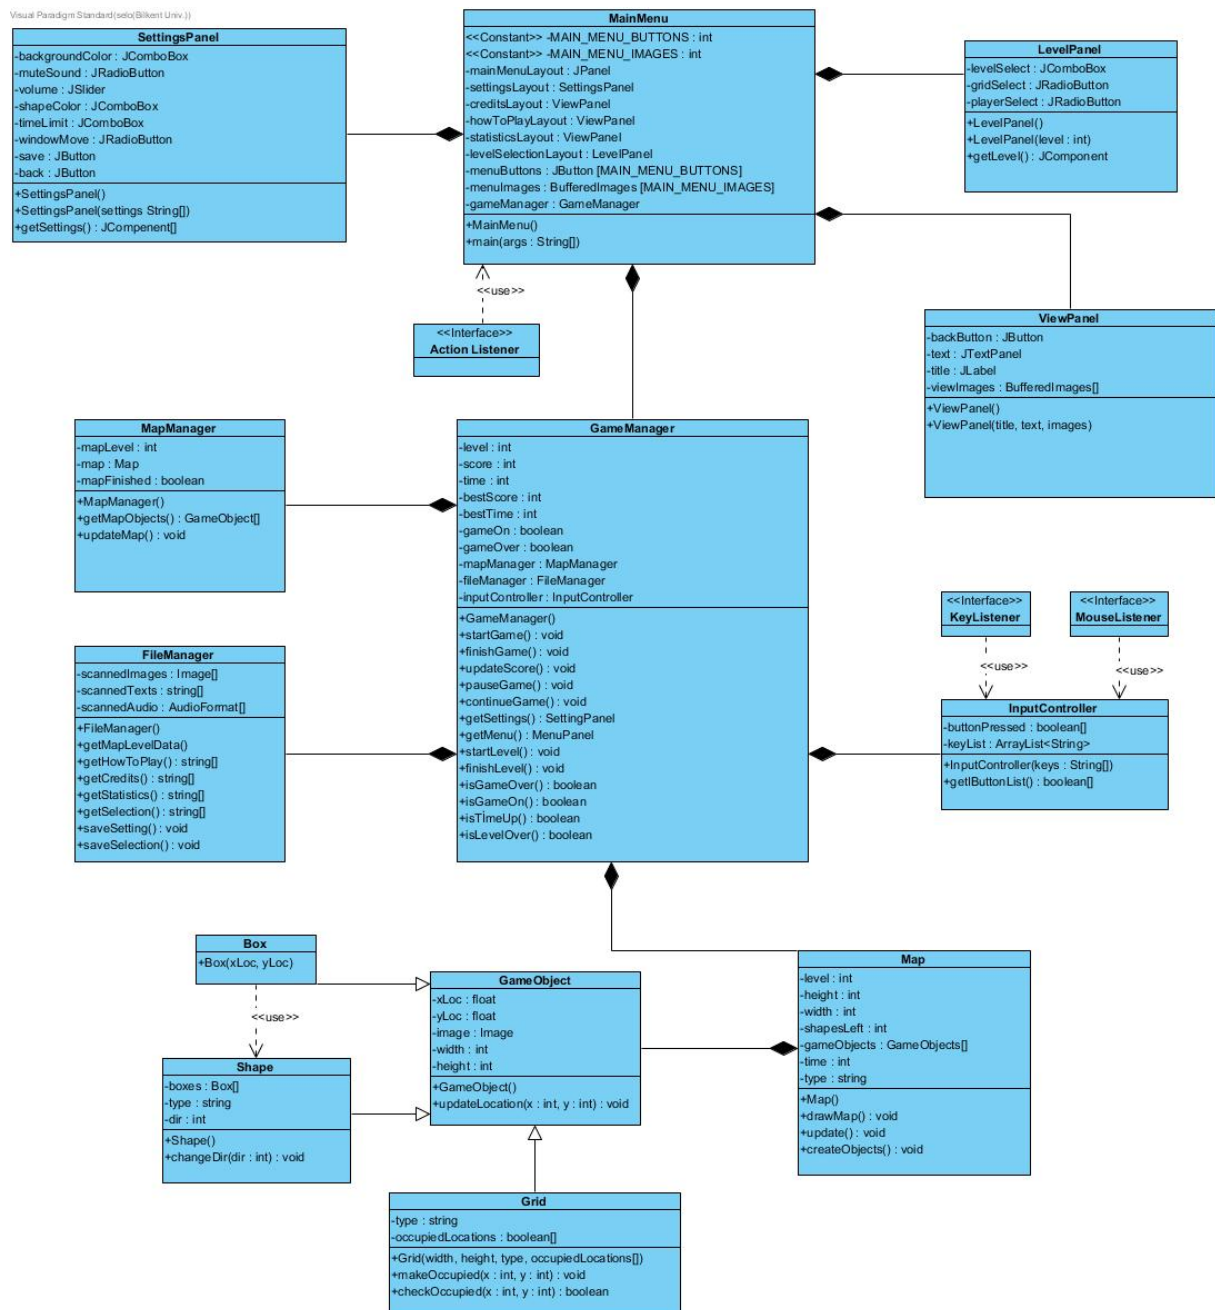 Visual Paradigm Standard(selo(Bilkent Univ.))
SettingsPanel
-backgroundColor : JComboBox
-muteSound : JRadioButton
-volume : JSlider
-shapeColor : JComboBox
-timeLimit : JComboBox
-windowMove : JRadioButton
-save : JButton
-back : JButton
+SettingsPanel()
+SettingsPanel(settings String[])
+getSettings() : JCompenent[]
MainMenu
<<Constant>> -MAIN_MENU_BUTTONS : int
<<Constant>> -MAIN_MENU_IMAGES : int
-mainMenuLayout : JPanel
-settingsLayout : SettingsPanel
-creditsLayout : ViewPanel
-howToPlayLayout : ViewPanel
-statisticsLayout : ViewPanel
-levelSelectionLayout : LevelPanel
-menuButtons : JButton [MAIN_MENU_BUTTONS]
-menuImages : BufferedImages [MAIN_MENU_IMAGES]
-gameManager : GameManager
+MainMenu()
+main(args : String[])
LevelPanel
-levelSelect : JComboBox
-gridSelect : JRadioButton
-playerSelect : JRadioButton
+LevelPanel()
+LevelPanel(level : int)
+getLevel() : JComponent
<<use>>
<<Interface>>
Action Listener
ViewPanel
-backButton : JButton
-text : JTextPanel
-title : JLabel
-viewImages : BufferedImages[]
+ViewPanel()
+ViewPanel(title, text, images)
MapManager
-mapLevel : int
-map : Map
-mapFinished : boolean
+MapManager()
+getMapObjects() : GameObject[]
+updateMap() : void
GameManager
-level : int
-score : int
-time : int
-bestScore : int
-bestTime : int
-gameOn : boolean
-gameOver : boolean
-mapManager : MapManager
-fileManager : FileManager
-inputController : InputController
+GameManager()
+startGame() : void
+finishGame() : void
+updateScore() : void
+pauseGame() : void
+continueGame() : void
+getSettings() : SettingPanel
+getMenu() : MenuPanel
+startLevel() : void
+finishLevel() : void
+isGameOver() : boolean
+isGameOn() : boolean
+isTİmeUp() : boolean
+isLevelOver() : boolean
<<Interface>>
KeyListener
<<Interface>>
MouseListener
<<use>>
<<use>>
FileManager
-scannedImages : Image[]
-scannedTexts : string[]
-scannedAudio : AudioFormat[]
+FileManager()
+getMapLevelData()
+getHowToPlay() : string[]
+getCredits() : string[]
+getStatistics() : string[]
+getSelection() : string[]
+saveSetting() : void
+saveSelection() : void
InputController
-buttonPressed : boolean[]
-keyList : ArrayList<String>
+InputController(keys : String[])
+getIButtonList() : boolean[]
Box
+Box(xLoc, yLoc)
<<use>>
GameObject
-xLoc : float
-yLoc : float
-image : Image
-width : int
-height : int
+GameObject()
+updateLocation(x : int, y : int) : void
Map
-level : int
-height : int
-width : int
-shapesLeft : int
-gameObjects : GameObjects[]
-time : int
-type : string
+Map()
+drawMap() : void
+update() : void
+createObjects() : void
Shape
-boxes : Box[]
-type : string
-dir : int
+Shape()
+changeDir(dir : int) : void
Grid
-type : string
-occupiedLocations : boolean[]
+Grid(width, height, type, occupiedLocations[])
+makeOccupied(x : int, y : int) : void
+checkOccupied(x : int, y : int) : boolean